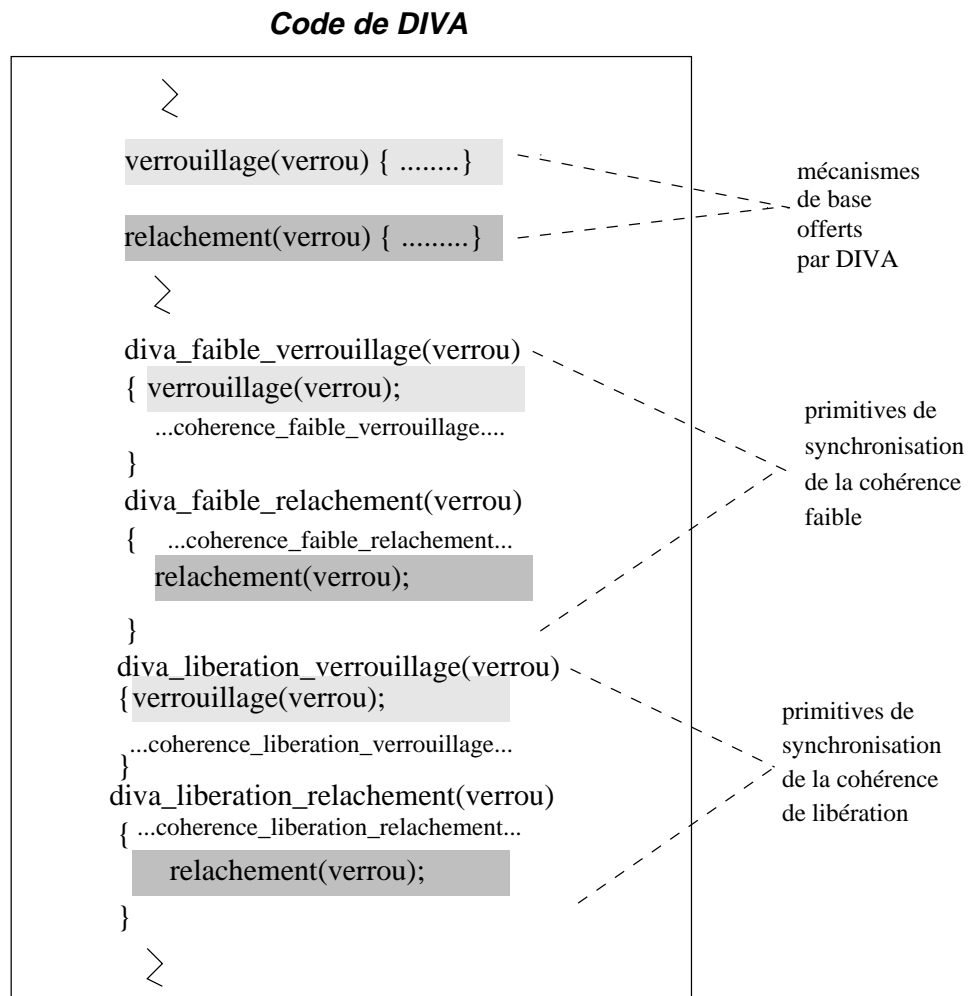 Code de DIVA
verrouillage(verrou) { ........}
relachement(verrou) { .........}
mécanismes
de base
offerts
par DIVA
diva_faible_verrouillage(verrou)
{ verrouillage(verrou);
...coherence_faible_verrouillage....
}
diva_faible_relachement(verrou)
{ ...coherence_faible_relachement...
relachement(verrou);
}
primitives de
synchronisation
de la cohérence
faible
diva_liberation_verrouillage(verrou)
{verrouillage(verrou);
...coherence_liberation_verrouillage...
}
diva_liberation_relachement(verrou)
{ ...coherence_liberation_relachement...
relachement(verrou);
}
primitives de
synchronisation
de la cohérence
de libération